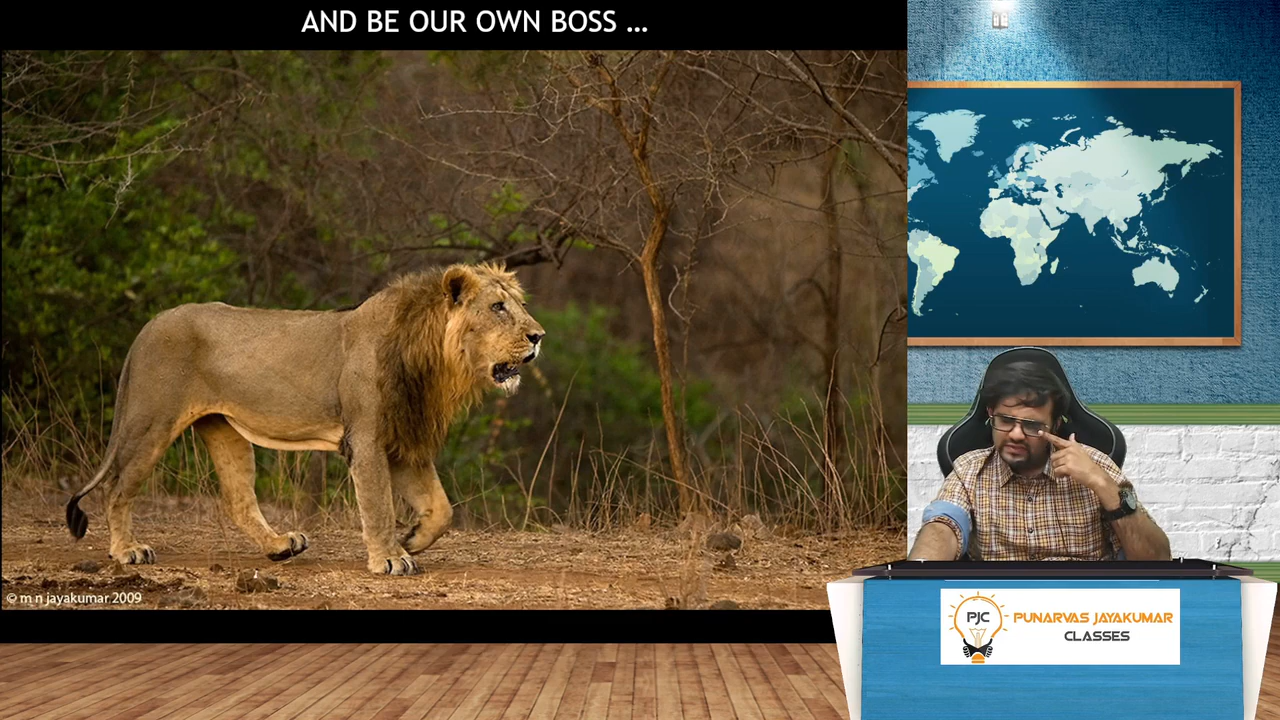 AND BE OUR OWN BOSS ...
© m n jayakumar 2009
PJC
PUNARVAS JAYAKUMAR
CLASSES